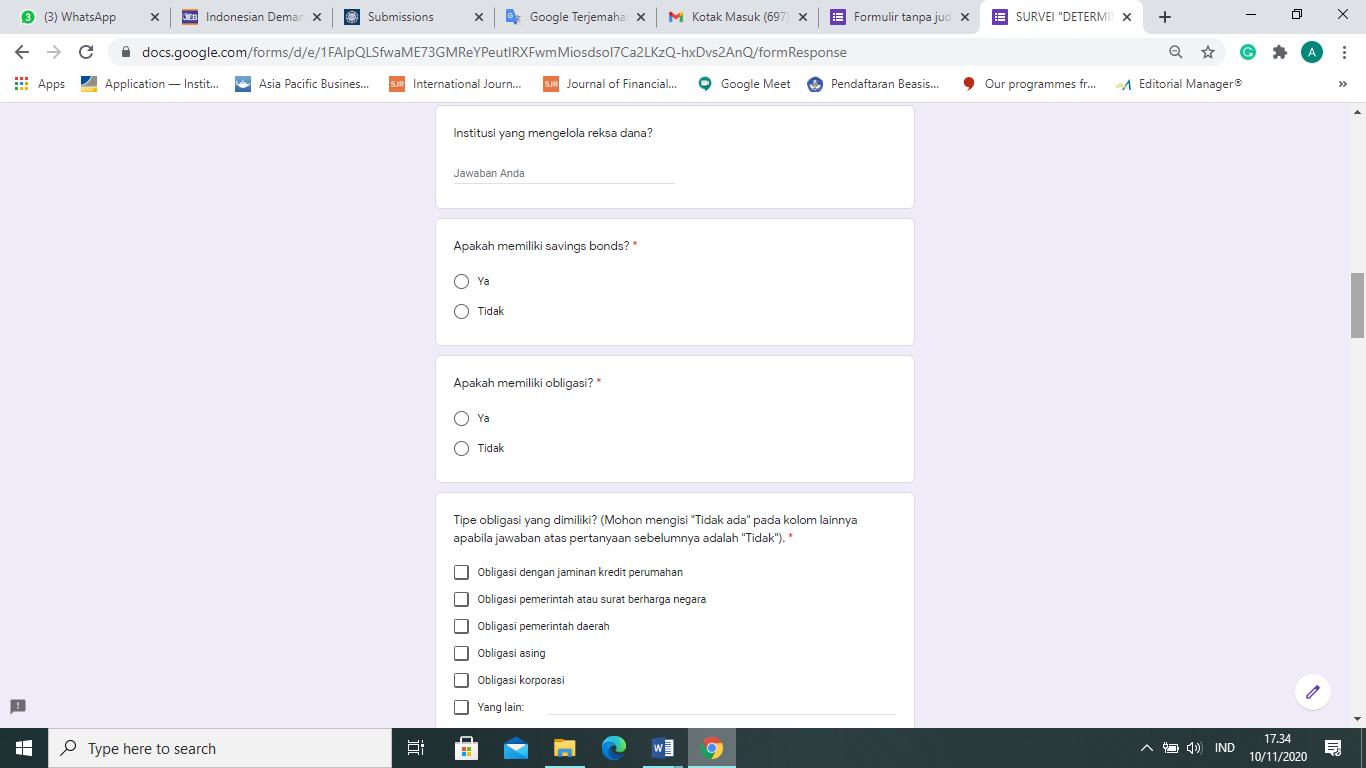 (3) WhatsApp
Indonesian Deman
Submissions
Google Terjemaha
Kotak Masuk (697)
Formulir tanpa jud
SURVEI "DETERMI
docs.google.com/forms/d/e/1FAIpQLSfwaME73GMReYPeutlRXFwmMiosdsoI7Ca2LKzQ-hxDvs2AnQ/formResponse
A
Apps
Application — Instit...
Asia Pacific Busines...
SJR International Journ...
SJR Journal of Financial...
Google Meet
Pendaftaran Beasis...
Our programmes fr...
Editorial Manager®
»
Institusi yang mengelola reksa dana?
Jawaban Anda
Apakah memiliki savings bonds? *
Ya
Tidak
Apakah memiliki obligasi? *
Ya
Tidak
Tipe obligasi yang dimiliki? (Mohon mengisi "Tidak ada" pada kolom lainnya
apabila jawaban atas pertanyaan sebelumnya adalah "Tidak"). *
Obligasi dengan jaminan kredit perumahan
Obligasi pemerintah atau surat berharga negara
Obligasi pemerintah daerah
Obligasi asing
Obligasi korporasi
Yang lain:
Type here to search
IND
17.34
10/11/2020